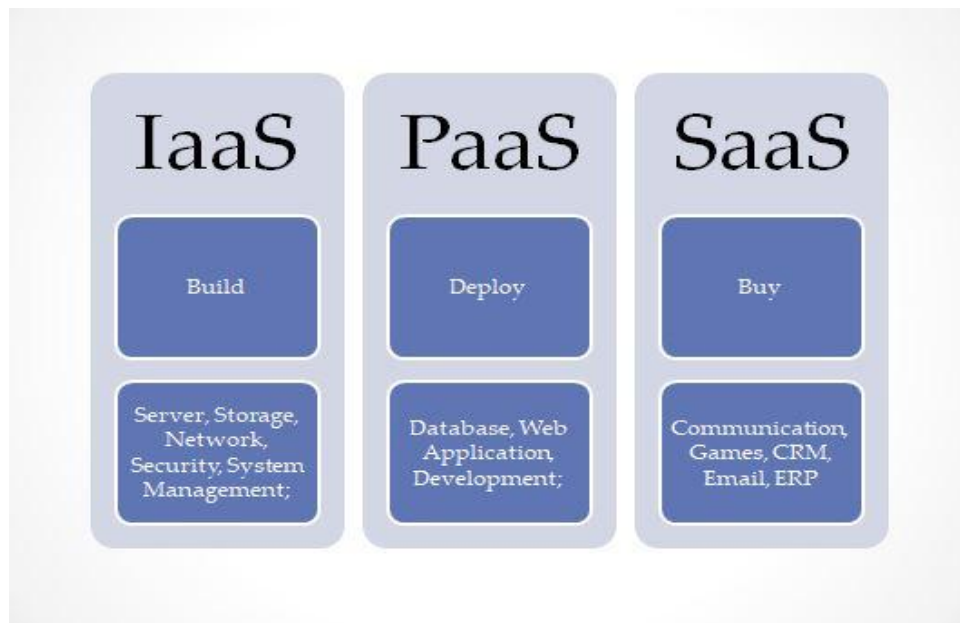 IaaS
Build
Server, Storage,
Network,
Security, System
Management;
PaaS
Deploy
Database, Web
Application,
Development;
SaaS
Buy
Communication,
Games, CRM,
Email, ERP